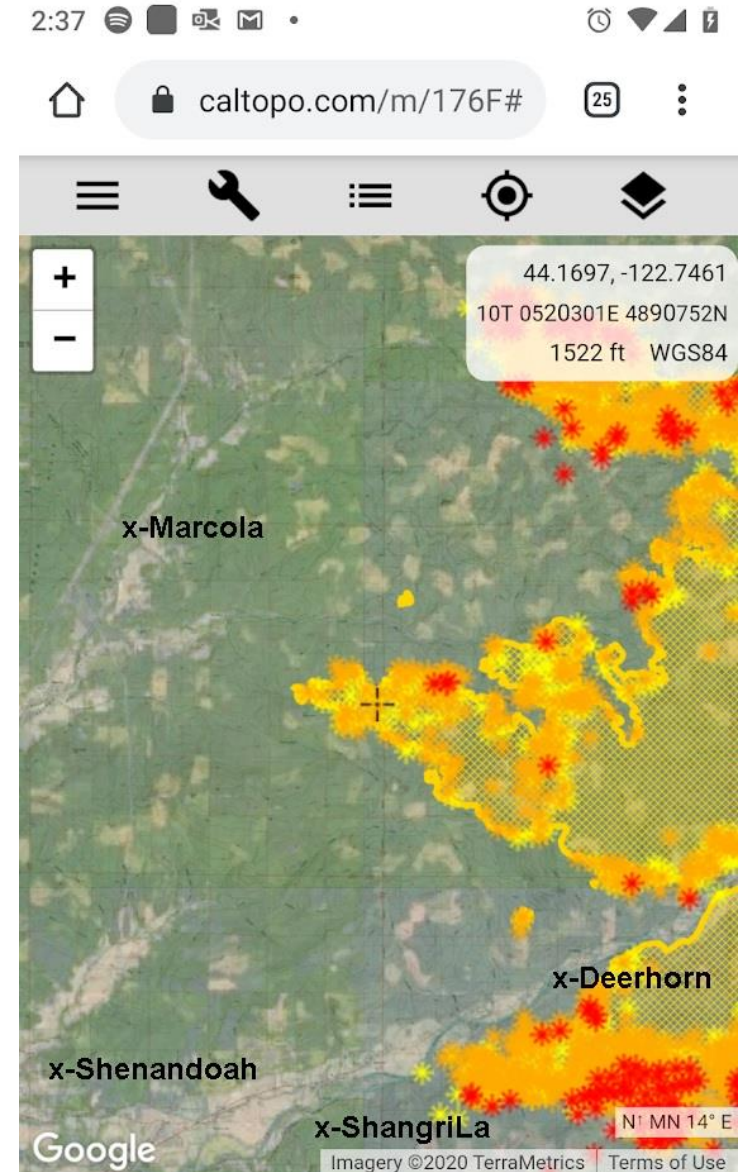 2:37
caltopo.com/m/176F#
25
+
−
44.1697, -122.7461
10T 0520301E 4890752N
1522 ft WGS84
x-Marcola
x-Deerhorn
x-Shenandoah
x-ShangriLa
N↑ MN 14° E
Google
Imagery ©2020 TerraMetrics
Terms of Use